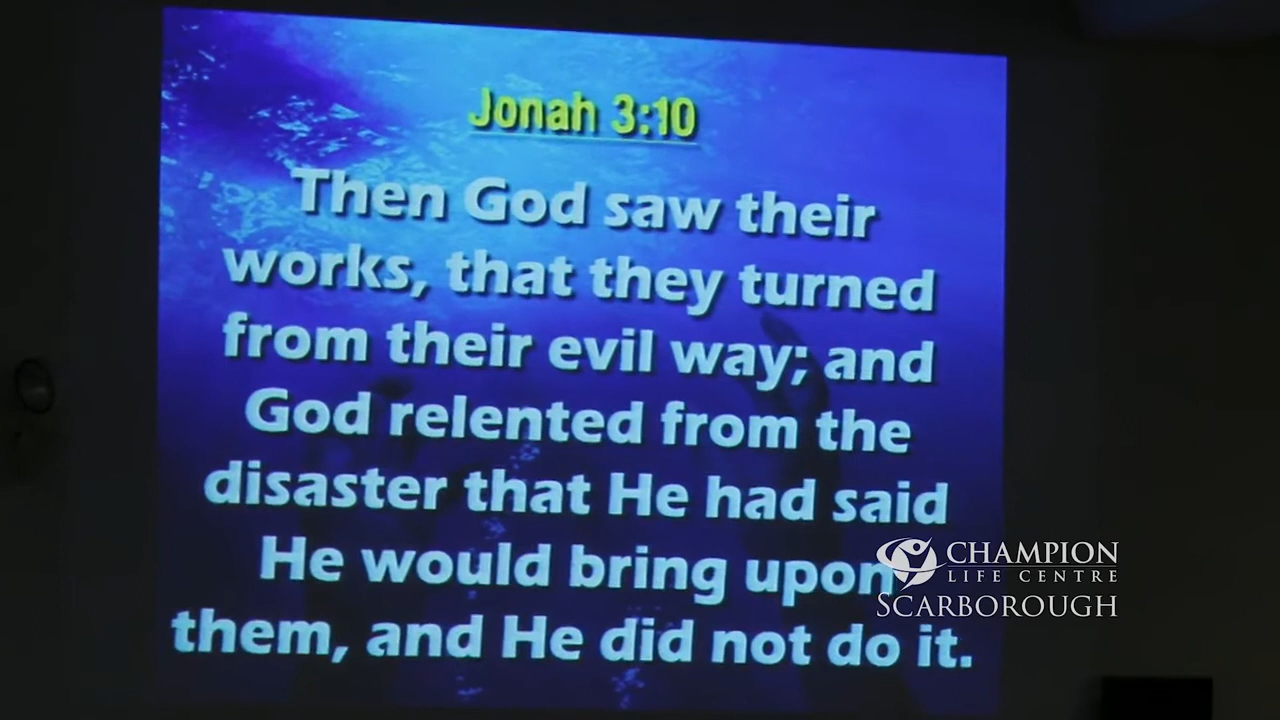 Jonah 3:10
Then God saw their
works, that they turned
from their evil way; and
God relented from the
disaster that He had said
He would bring upon
them, and He did not do it.
CHAMPION
LIFE CENTRE
SCARBOROUGH